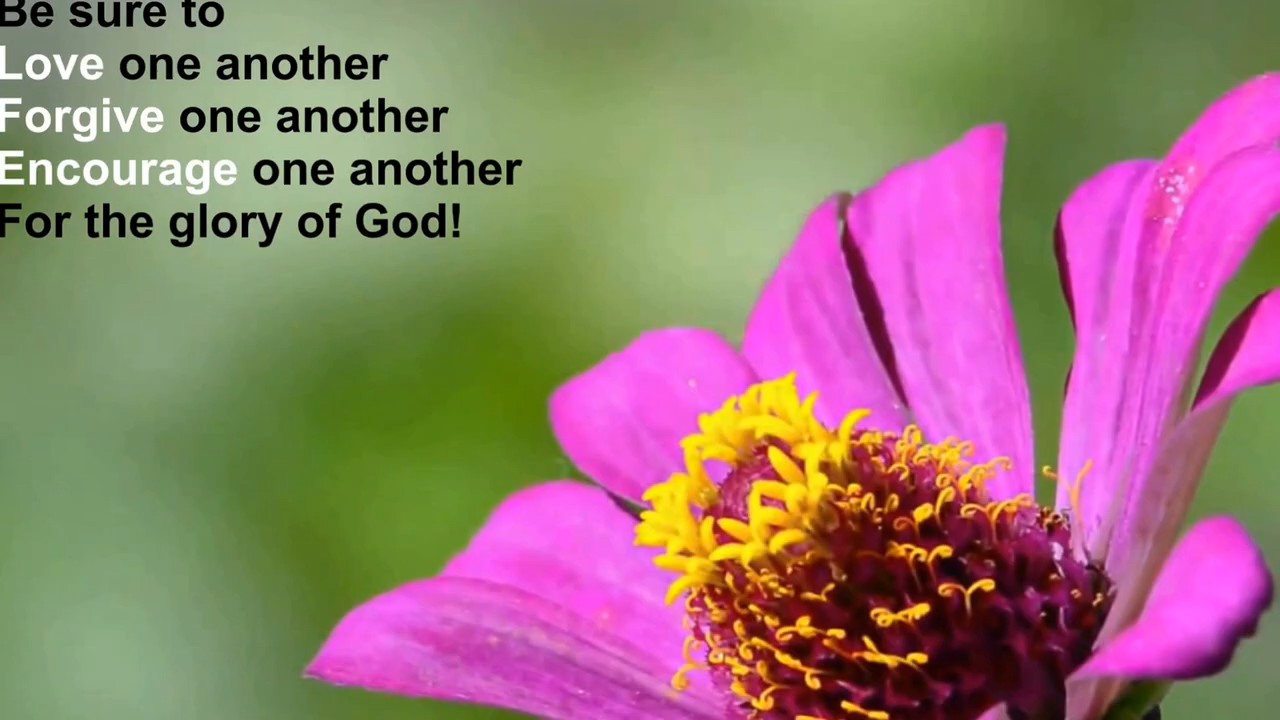 Be sure to
Love one another
Forgive one another
Encourage one another
For the glory of God!